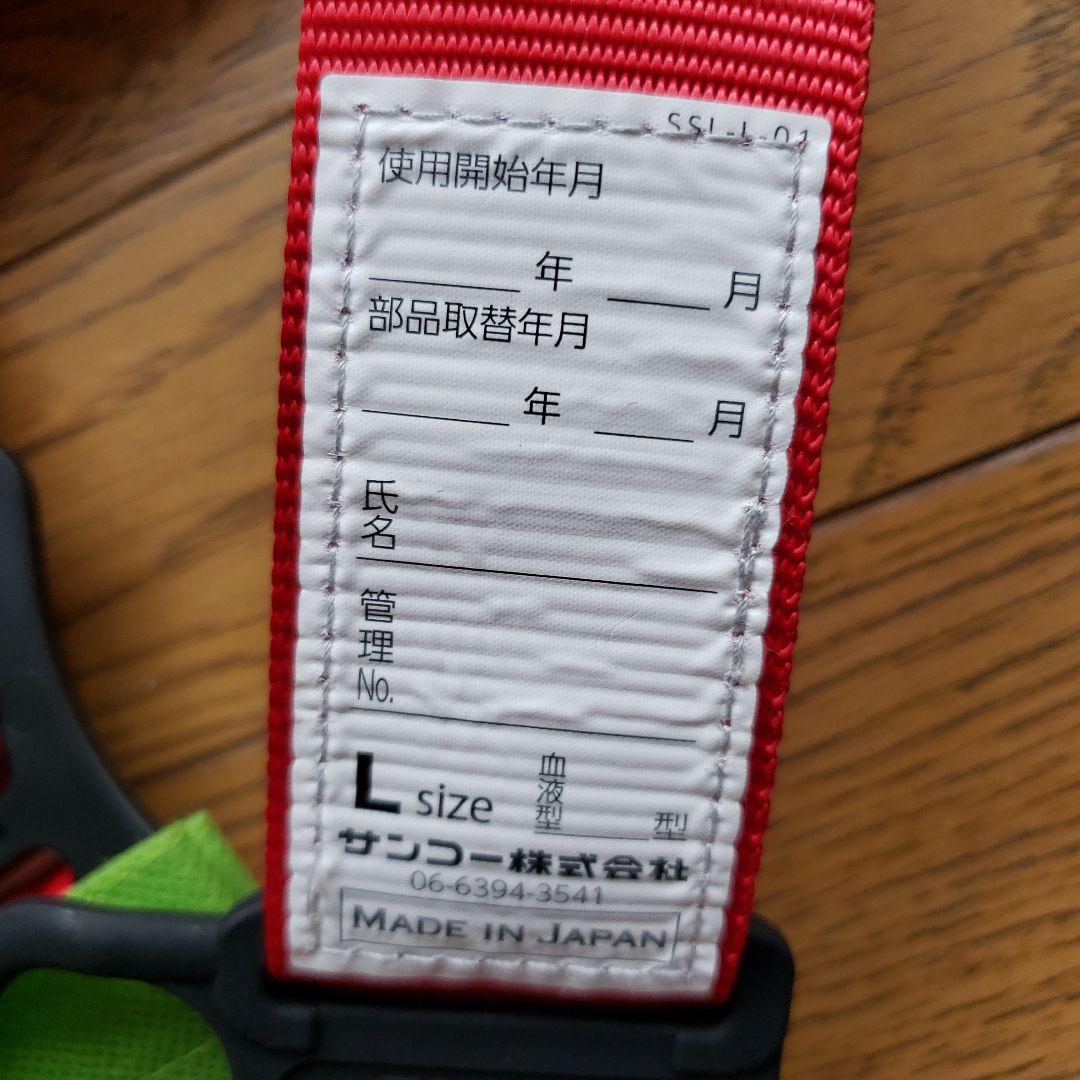 SSL-L-01
使用開始年月
年 月
部品取替年月
年 月
氏名
管理No.
L size 血液型 型
サンコー株式会社
06-6394-3541
MADE IN JAPAN